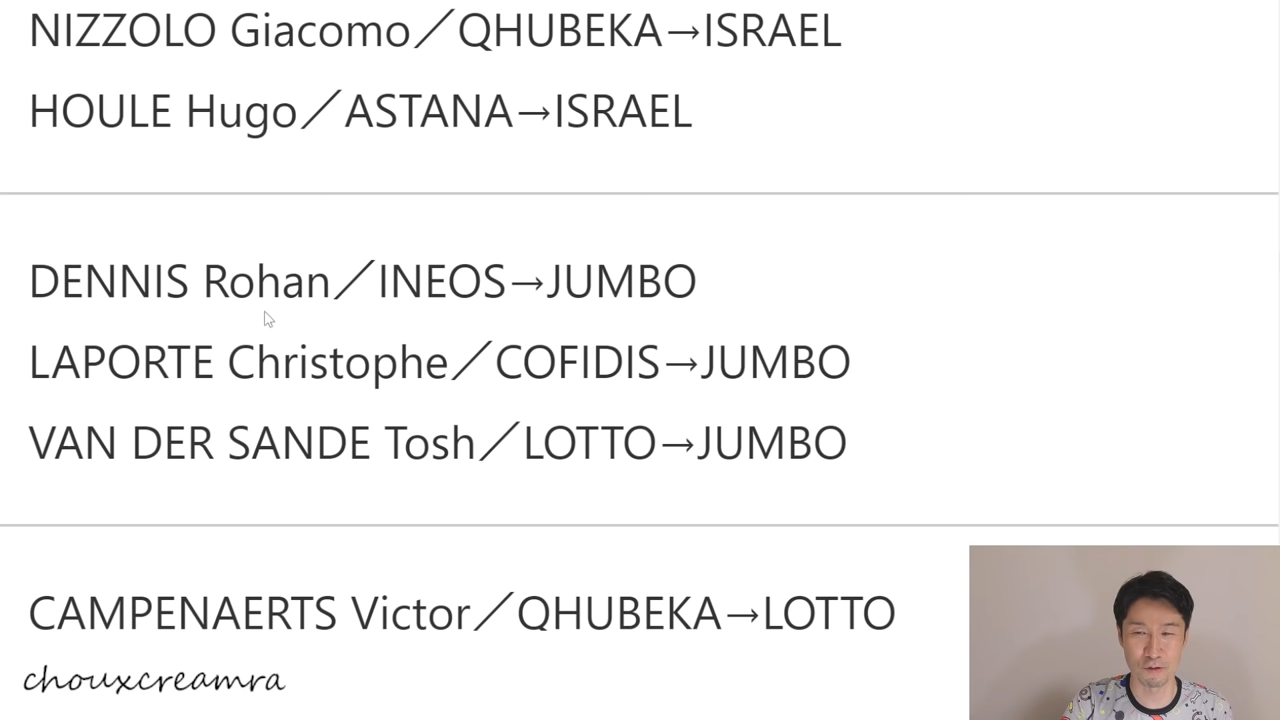 NIZZOLO Giacomo／QHUBEKA→ISRAEL
HOULE Hugo／ASTANA→ISRAEL
DENNIS Rohan／INEOS→JUMBO
LAPORTE Christophe／COFIDIS→JUMBO
VAN DER SANDE Tosh／LOTTO→JUMBO
CAMPENAERTS Victor／QHUBEKA→LOTTO
chouxcreamra